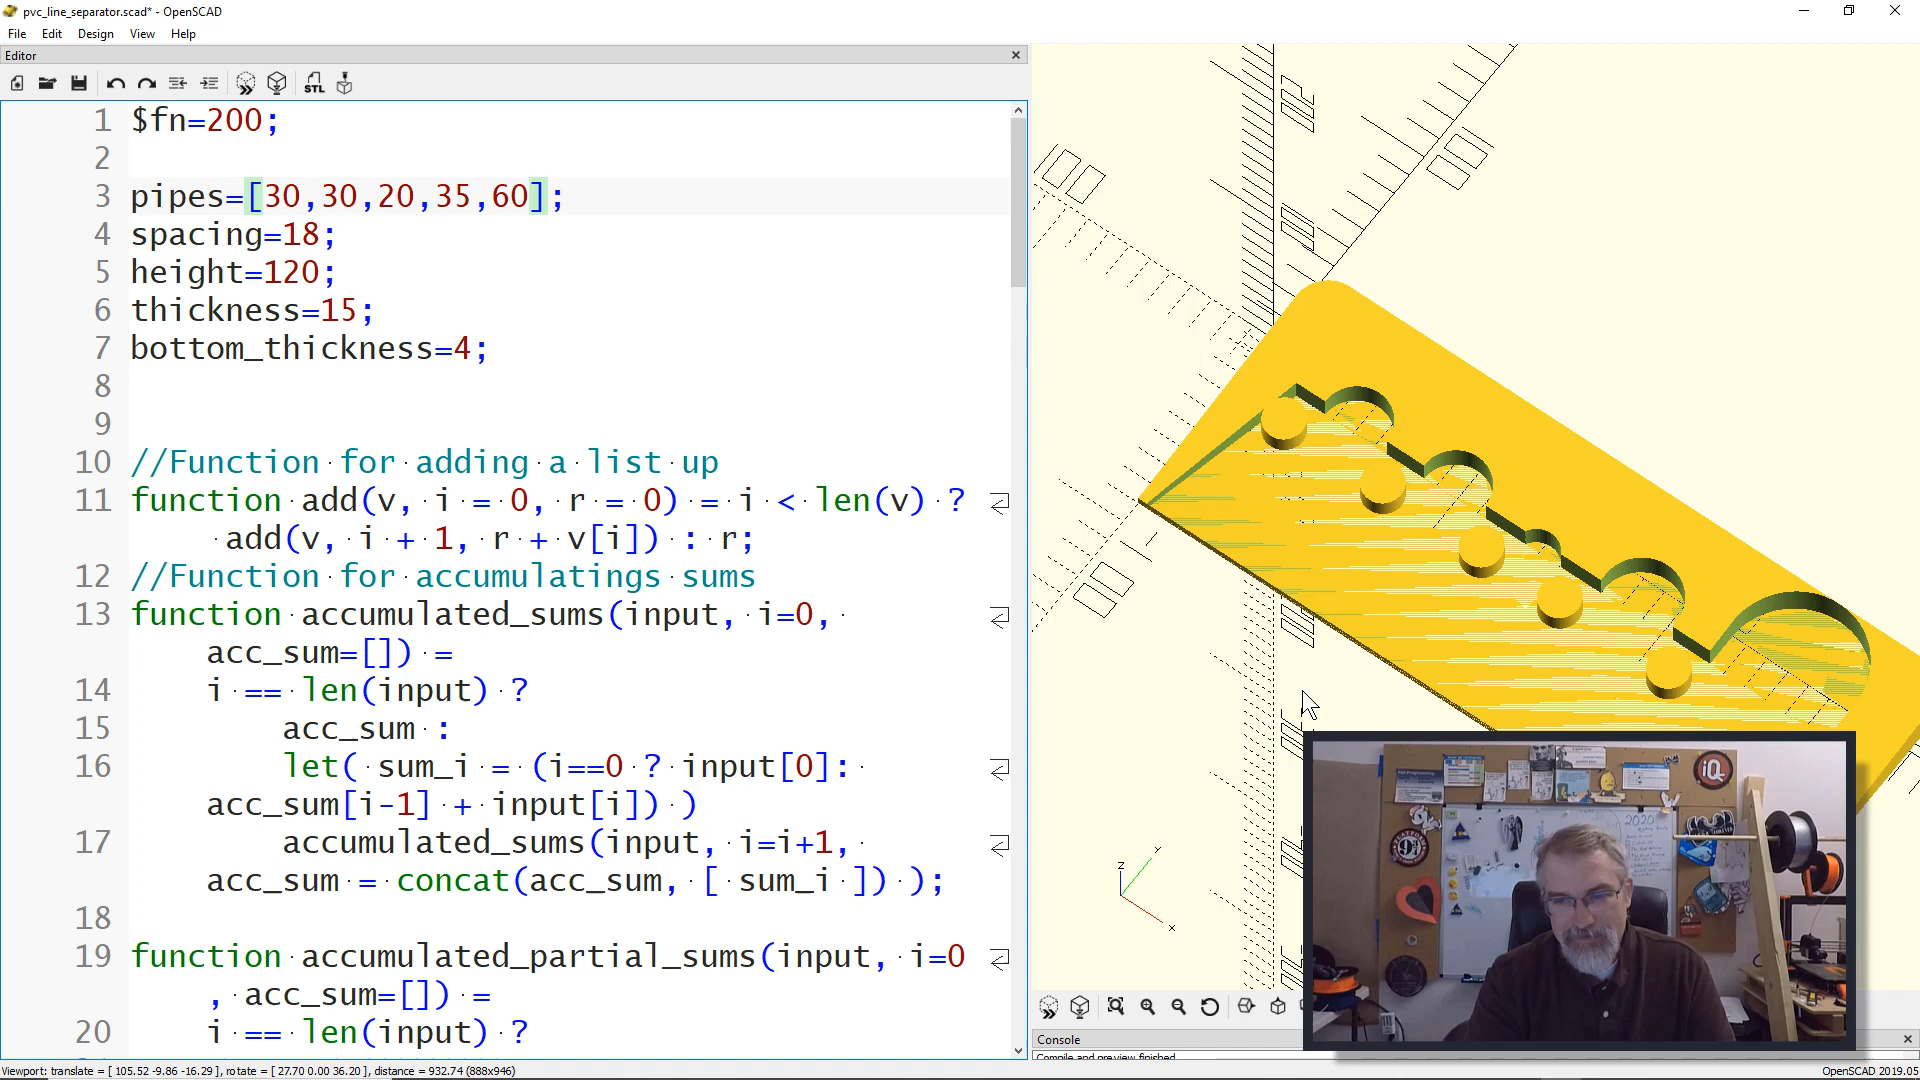 pvc_line_separator.scad* - OpenSCAD
File Edit Design View Help
Editor
STL
1 $fn=200;
2
3 pipes=[30,30,20,35,60];
4 spacing=18;
5 height=120;
6 thickness=15;
7 bottom_thickness=4;
8
9
10 //Function for adding a list up
11 function add(v, i = 0, r = 0) = i < len(v) ?
add(v, i + 1, r + v[i]) : r;
12 //Function for accumulatings sums
13 function accumulated_sums(input, i=0,
acc_sum=[]) =
14 i == len(input) ?
15 acc_sum :
16 let( sum_i = (i==0 ? input[0]:
acc_sum[i-1] + input[i]) )
17 accumulated_sums(input, i=i+1,
acc_sum = concat(acc_sum, [ sum_i ]) );
18
19 function accumulated_partial_sums(input, i=0
, acc_sum=[]) =
20 i == len(input) ?
z
y
x
iQ
2020
9¾
Console
Compile and preview finished
Viewport: translate = [ 105.52 -9.86 -16.29 ], rotate = [ 27.70 0.00 36.20 ], distance = 932.74 (888x946)
OpenSCAD 2019.05